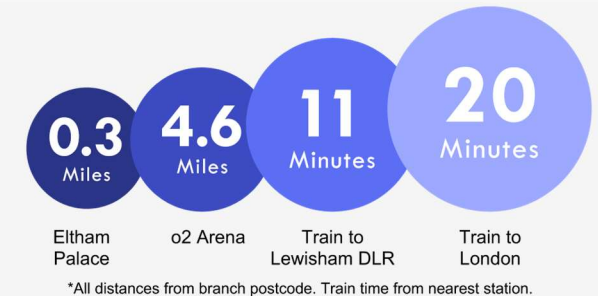 0.3
Miles
4.6
Miles
11
Minutes
20
Minutes
Eltham
Palace
o2 Arena
Train to
Lewisham DLR
Train to
London
*All distances from branch postcode. Train time from nearest station.